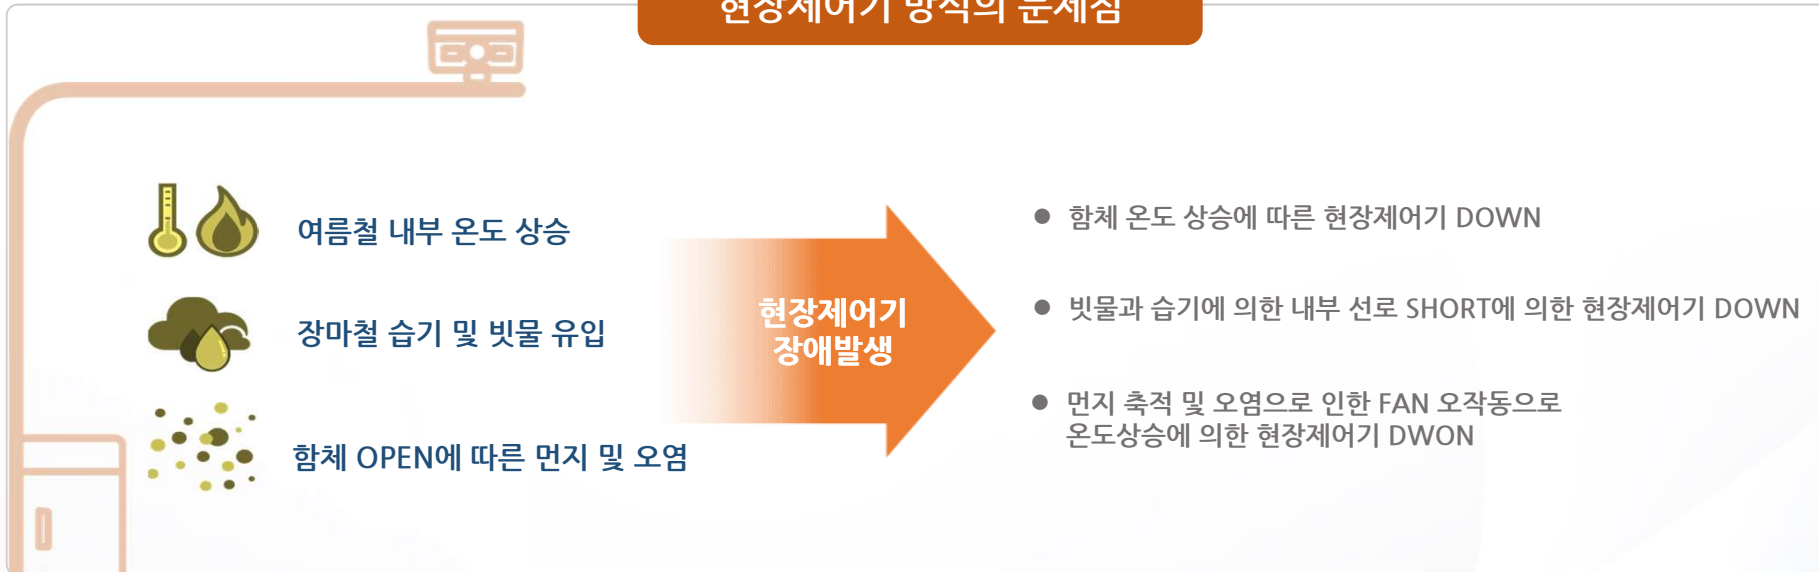 현장제어기 방식의 문제점
여름철 내부 온도 상승
장마철 습기 및 빗물 유입
함체 OPEN에 따른 먼지 및 오염
현장제어기
장애발생
● 함체 온도 상승에 따른 현장제어기 DOWN
● 빗물과 습기에 의한 내부 선로 SHORT에 의한 현장제어기 DOWN
● 먼지 축적 및 오염으로 인한 FAN 오작동으로
온도상승에 의한 현장제어기 DWON